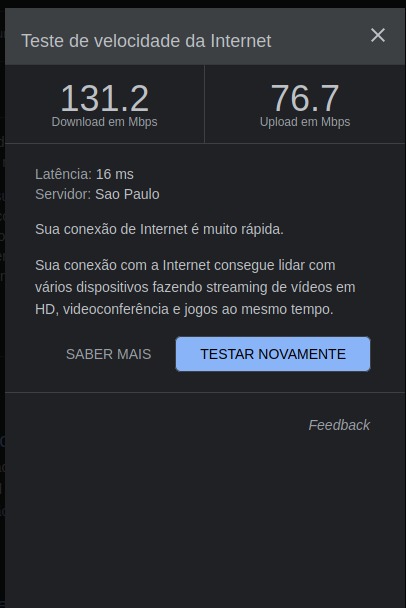 Teste de velocidade da Internet
131.2
Download em Mbps
76.7
Upload em Mbps
Latência: 16 ms
Servidor: Sao Paulo
Sua conexão de Internet é muito rápida.
Sua conexão com a Internet consegue lidar com
vários dispositivos fazendo streaming de vídeos em
HD, videoconferência e jogos ao mesmo tempo.
SABER MAIS
TESTAR NOVAMENTE
Feedback